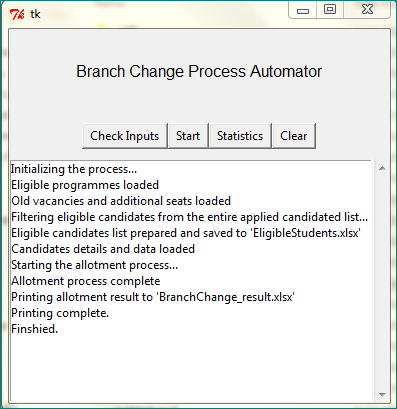 tk
Branch Change Process Automator
Check Inputs Start Statistics Clear
Initializing the process...
Eligible programmes loaded
Old vacancies and additional seats loaded
Filtering eligible candidates from the entire applied candidated list...
Eligible candidates list prepared and saved to 'EligibleStudents.xlsx'
Candidates details and data loaded
Starting the allotment process...
Allotment process complete
Printing allotment result to 'BranchChange_result.xlsx'
Printing complete.
Finshied.